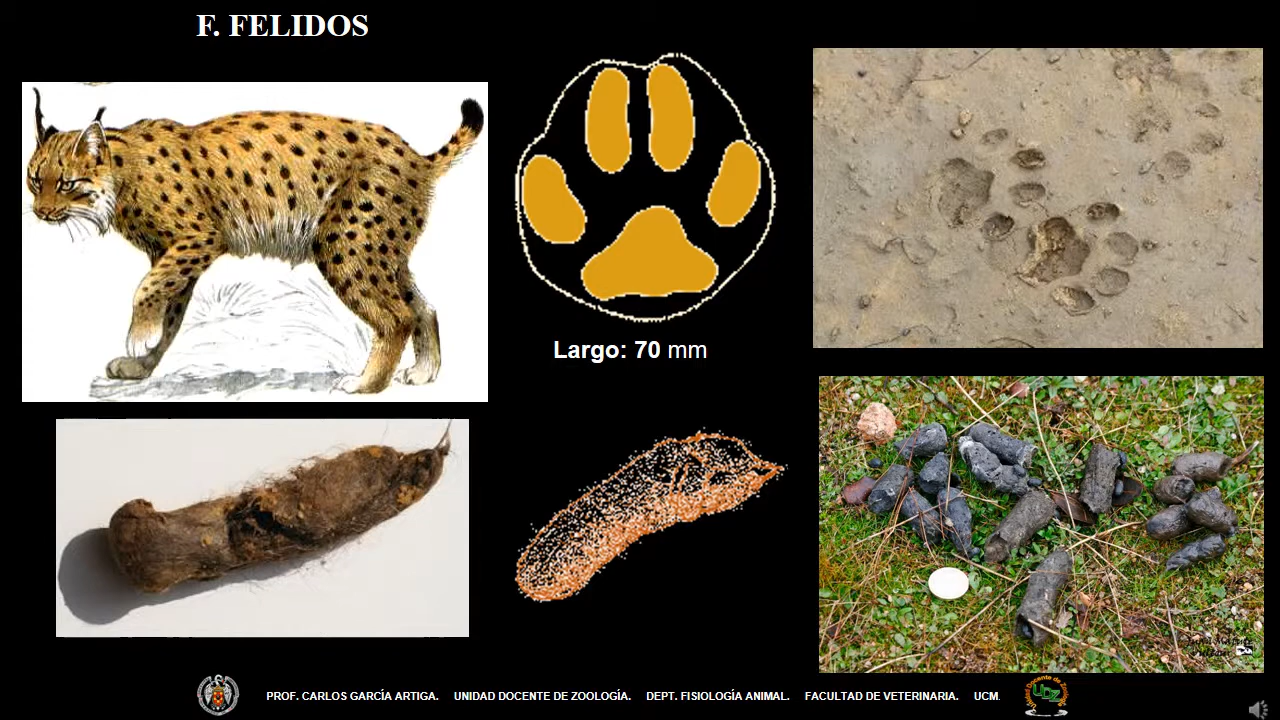 F. FELIDOS
Largo: 70 mm
PROF. CARLOS GARCÍA ARTIGA. UNIDAD DOCENTE DE ZOOLOGÍA. DEPT. FISIOLOGÍA ANIMAL. FACULTAD DE VETERINARIA. UCM.
UDZ